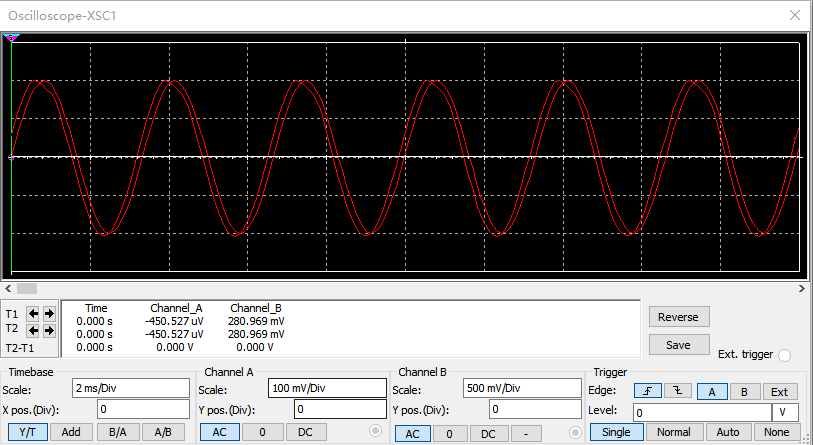 Oscilloscope-XSC1
T1
T2
T2-T1
Time Channel_A Channel_B
0.000 s -450.527 uV 280.969 mV
0.000 s -450.527 uV 280.969 mV
0.000 s 0.000 V 0.000 V
Reverse
Save
Ext. trigger
Timebase
Scale: 2 ms/Div
X pos.(Div): 0
Y/T Add B/A A/B
Channel A
Scale: 100 mV/Div
Y pos.(Div): 0
AC 0 DC
Channel B
Scale: 500 mV/Div
Y pos.(Div): 0
AC 0 DC -
Trigger
Edge: A B Ext
Level: 0 V
Single Normal Auto None